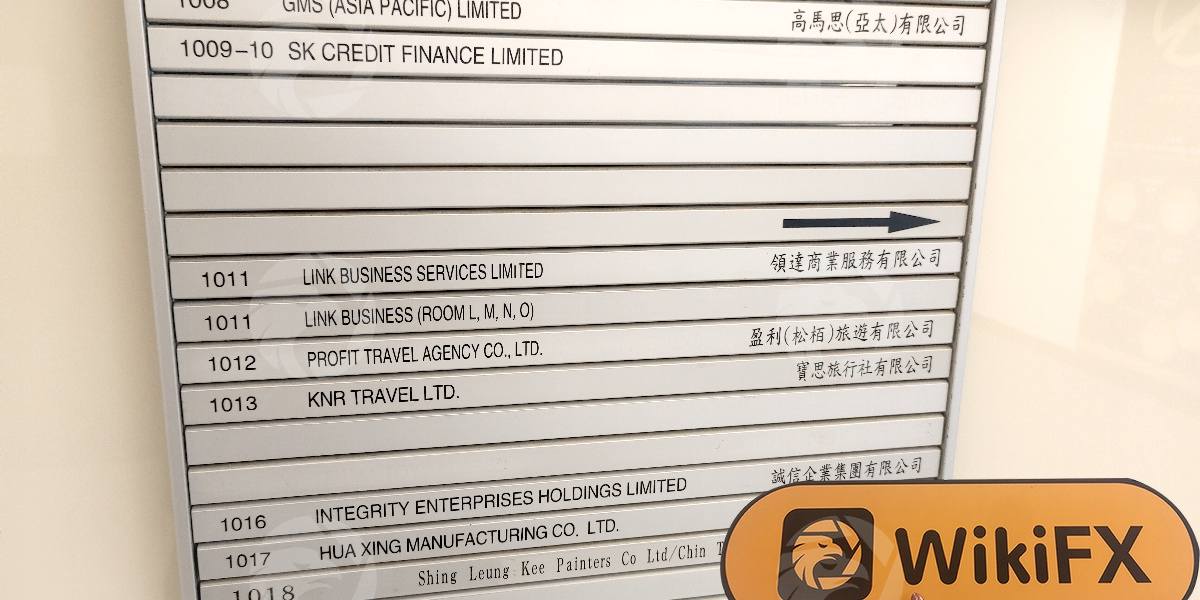 1008 GMS (ASIA PACIFIC) LIMITED 高馬思(亞太)有限公司
1009-10 SK CREDIT FINANCE LIMITED
1011 LINK BUSINESS SERVICES LIMITED 領達商業服務有限公司
1011 LINK BUSINESS (ROOM L, M, N, O)
1012 PROFIT TRAVEL AGENCY CO., LTD. 盈利(松栢)旅遊有限公司
1013 KNR TRAVEL LTD. 寶思旅行社有限公司
1016 INTEGRITY ENTERPRISES HOLDINGS LIMITED 誠信企業集團有限公司
1017 HUA XING MANUFACTURING CO. LTD.
1018 Shing Leung Kee Painters Co Ltd/Chin
WikiFX